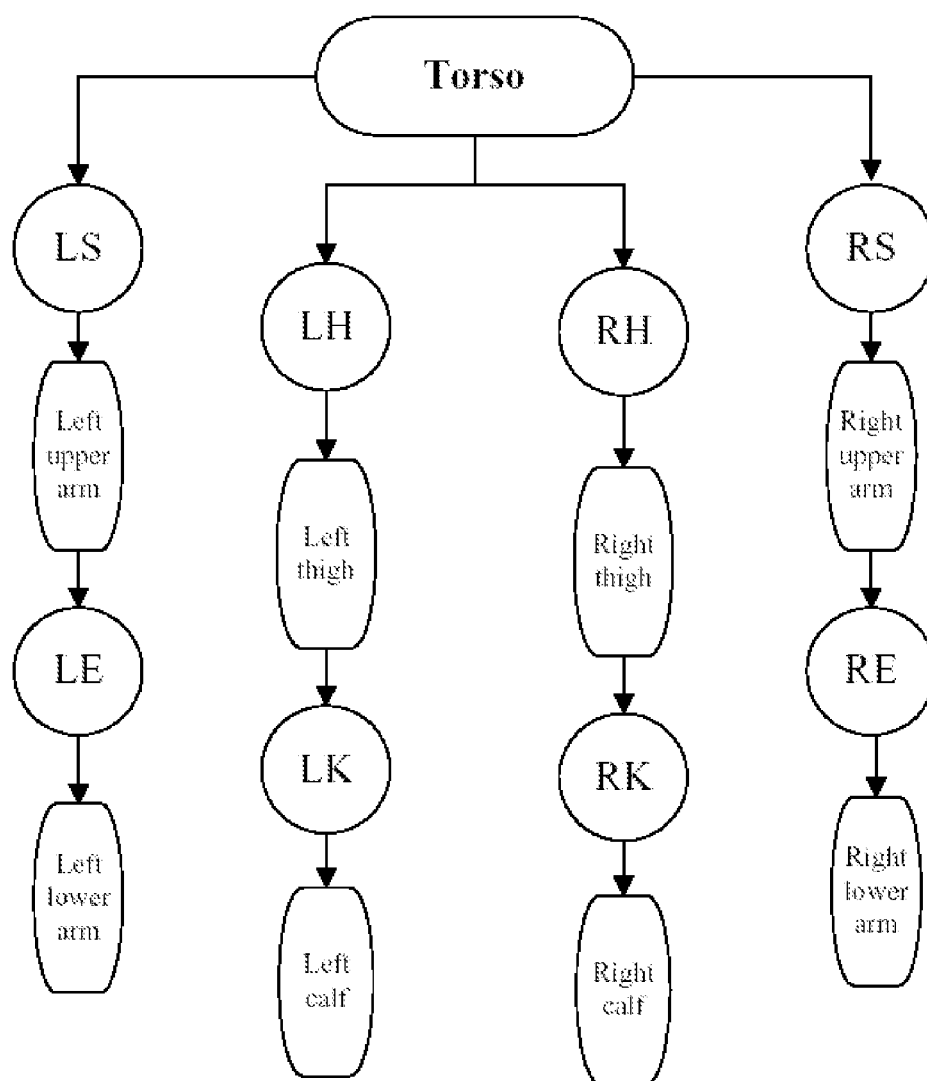 Torso
LS
RS
LH
RH
Left
upper
arm
Right
upper
arm
Left
thigh
Right
thigh
LE
RE
LK
RK
Left
lower
arm
Right
lower
arm
Left
calf
Right
calf